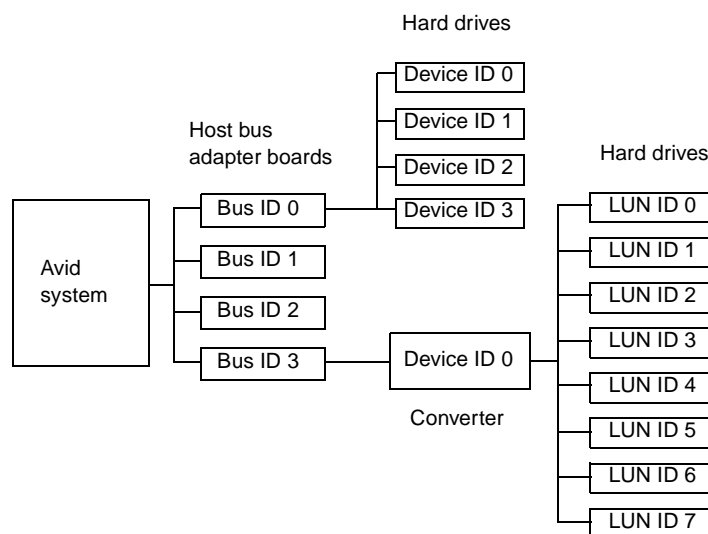 Hard drives
Device ID 0
Device ID 1
Device ID 2
Device ID 3
Host bus
adapter boards
Bus ID 0
Bus ID 1
Bus ID 2
Bus ID 3
Avid
system
Device ID 0
Converter
Hard drives
LUN ID 0
LUN ID 1
LUN ID 2
LUN ID 3
LUN ID 4
LUN ID 5
LUN ID 6
LUN ID 7